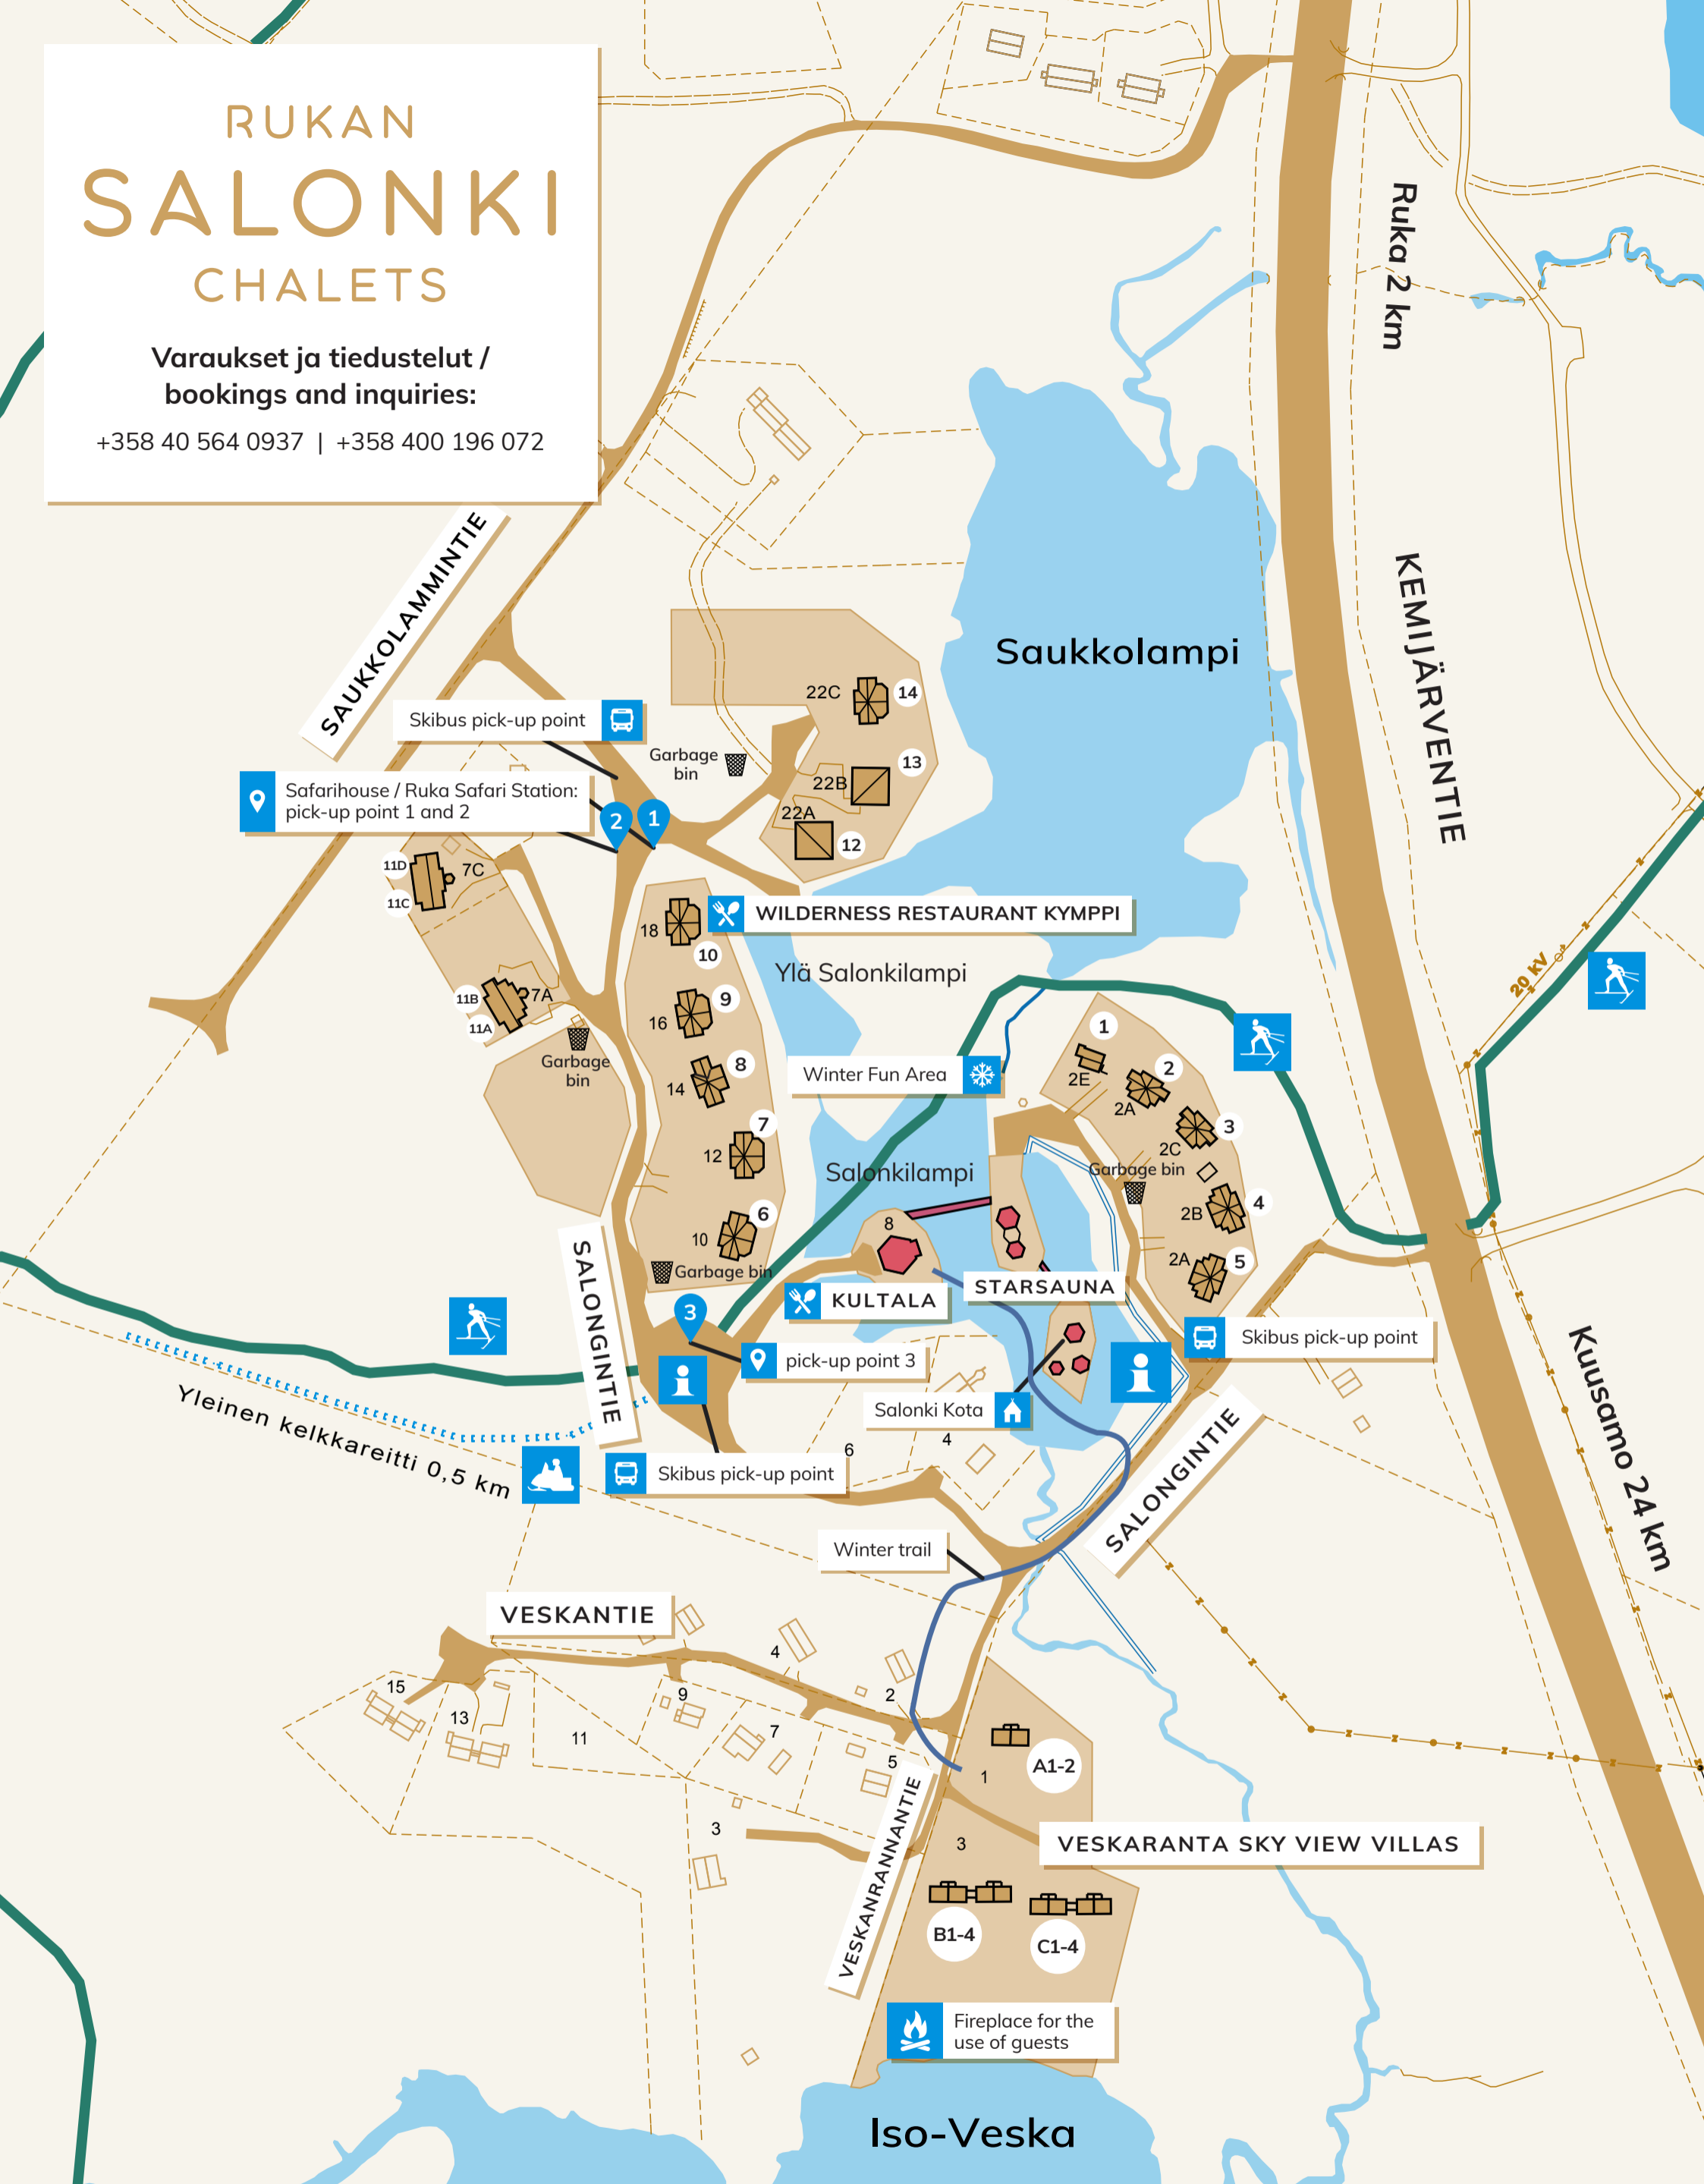 RUKAN
SALONKI
CHALETS
Varaukset ja tiedustelut /
bookings and inquiries:
+358 40 564 0937 | +358 400 196 072
Ruka 2 km
SAUKKOLAMMINTIE
KEMIJÄRVENTIE
Saukkolampi
22C
14
Skibus pick-up point
Garbage
bin
13
22B
Safarihouse / Ruka Safari Station:
pick-up point 1 and 2
2
1
22A
12
11D
7C
11C
18
WILDERNESS RESTAURANT KYMPPI
10
Ylä Salonkilampi
20 kV
11B
7A
11A
9
16
Garbage
bin
8
14
Winter Fun Area
1
2E
2
2A
3
2C
7
12
Salonkilampi
Garbage bin
4
2B
6
10
8
5
2A
Garbage bin
SALONGINTIE
KULTALA
STARSAUNA
3
pick-up point 3
Skibus pick-up point
Kuusamo 24 km
Salonki Kota
Yleinen kelkkareitti 0,5 km
6
4
Skibus pick-up point
SALONGINTIE
Winter trail
VESKANTIE
4
15
9
2
13
11
7
5
A1-2
1
3
VESKANRANNANTIE
3
VESKARANTA SKY VIEW VILLAS
B1-4
C1-4
Fireplace for the
use of guests
Iso-Veska